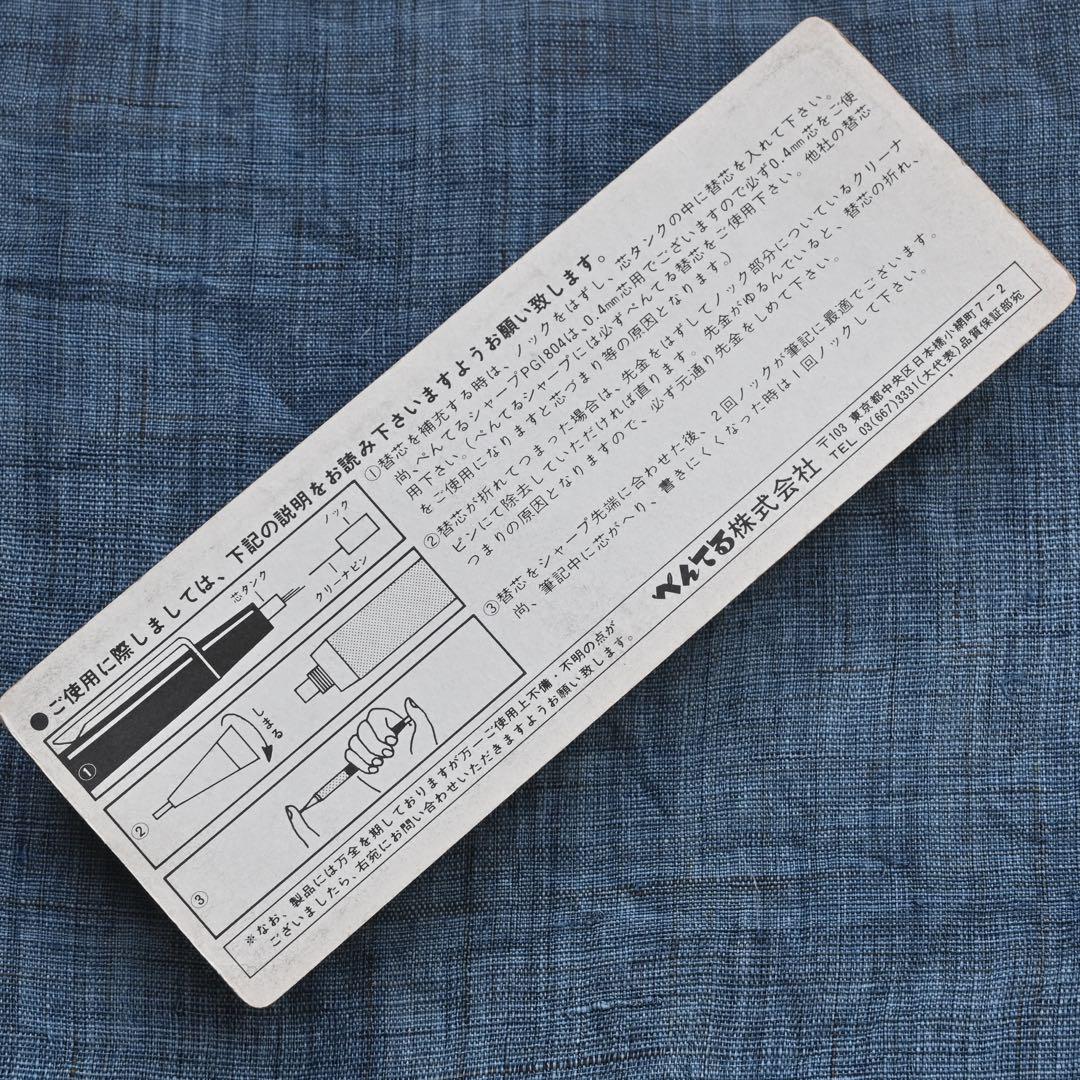 ●ご使用に際しましては、下記の説明をお読み下さいますようお願い致します。
①替芯を補充する時は、ノックをはずし、芯タンクの中に替芯を入れて下さい。
尚、ぺんてるシャープPG1804は、0.4mm芯用でございますので必ず0.4mm芯をご使
用下さい。(ぺんてるシャープには必ずぺんてる替芯をご使用下さい。他社の替芯
をご使用になりますと芯づまり等の原因となります。)
②替芯が折れてつまった場合は、先金をはずしてノック部分についているクリーナ
ピンにて除去していただければ直ります。先金がゆるんでいると、替芯の折れ、
つまりの原因となりますので、必ず元通り先金をしめて下さい。
③替芯をシャープ先端に合わせた後、2回ノックが筆記に最適でございます。
尚、筆記中に芯がへり、書きにくくなった時は1回ノックして下さい。
ノック
クリーナピン
芯タンク
①
しまる
②
③
※なお、製品には万全を期しておりますが万一ご使用上不備・不明の点が
ございましたら、右宛にお問い合わせいただきますようお願い致します。
ぺんてる株式会社
〒103 東京都中央区日本橋小網町7-2
TEL 03(667)3331(大代表)品質保証部宛